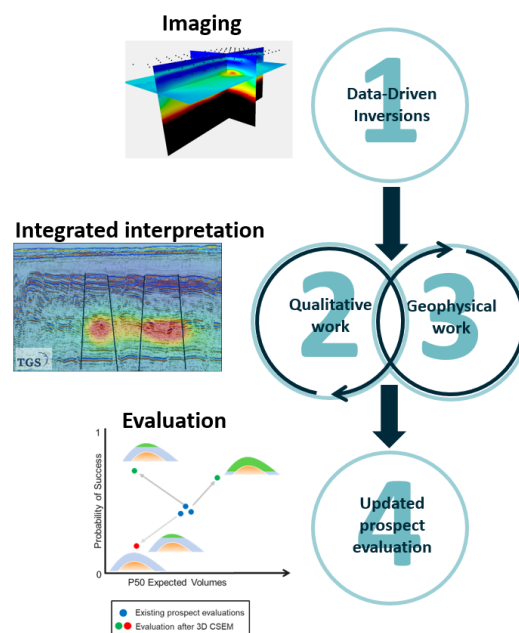 Imaging
1
Data-Driven
Inversions
Integrated interpretation
TGS
2
Qualitative
work
3
Geophysical
work
Evaluation
1
Probability of Success
0
P50 Expected Volumes
Existing prospect evaluations
Evaluation after 3D CSEM
4
Updated
prospect
evaluation